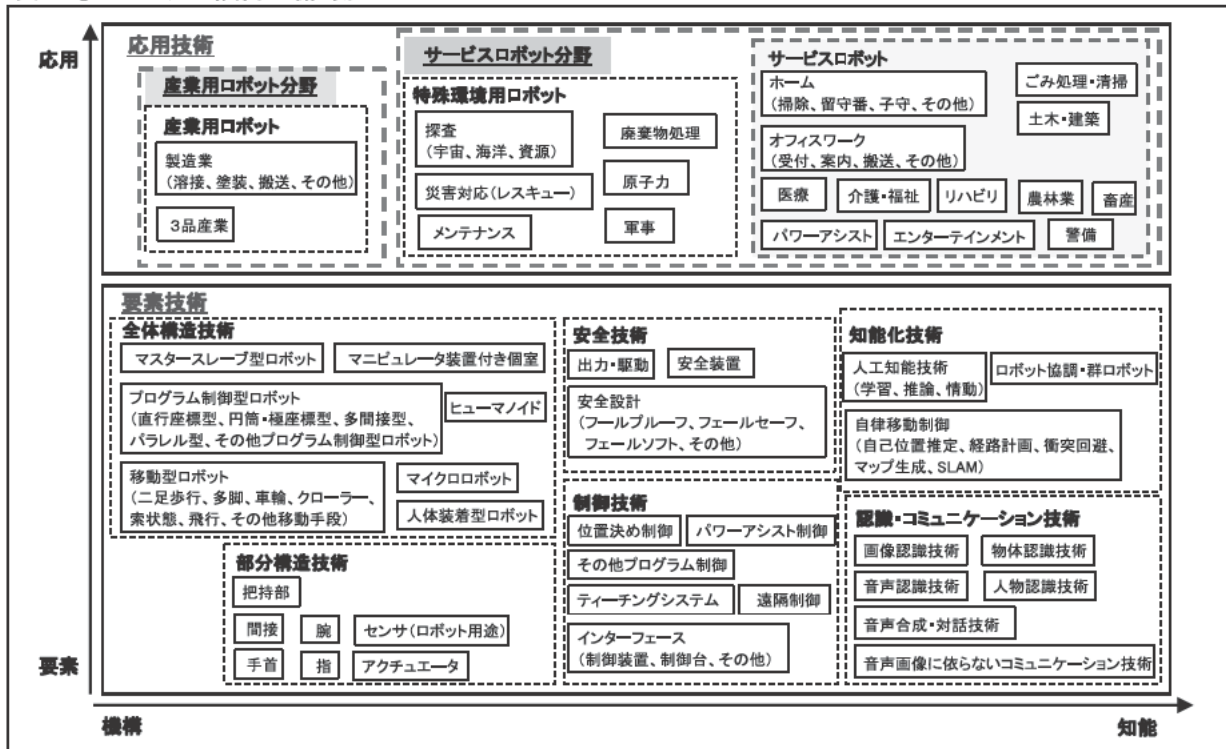 応用
応用技術
産業用ロボット分野
産業用ロボット
製造業
(溶接、塗装、搬送、その他)
3品産業
サービスロボット分野
特殊環境用ロボット
探査
(宇宙、海洋、資源)
廃棄物処理
災害対応(レスキュー)
原子力
メンテナンス
軍事
サービスロボット
ホーム
(掃除、留守番、子守、その他)
ごみ処理・清掃
土木・建築
オフィスワーク
(受付、案内、搬送、その他)
医療
介護・福祉
リハビリ
農林業
畜産
パワーアシスト
エンターテインメント
警備
要素技術
全体構造技術
マスタースレーブ型ロボット
マニピュレータ装置付き個室
プログラム制御型ロボット
(直行座標型、円筒・極座標型、多間接型、
パラレル型、その他プログラム制御型ロボット)
ヒューマノイド
移動型ロボット
(二足歩行、多脚、車輪、クローラー、
索状態、飛行、その他移動手段)
マイクロロボット
人体装着型ロボット
部分構造技術
把持部
間接
腕
センサ(ロボット用途)
手首
指
アクチュエータ
安全技術
出力・駆動
安全装置
安全設計
(フールプルーフ、フェールセーフ、
フェールソフト、その他)
制御技術
位置決め制御
パワーアシスト制御
その他プログラム制御
ティーチングシステム
遠隔制御
インターフェース
(制御装置、制御台、その他)
知能化技術
人工知能技術
(学習、推論、情動)
ロボット協調・群ロボット
自律移動制御
(自己位置推定、経路計画、衝突回避、
マップ生成、SLAM)
認識・コミュニケーション技術
画像認識技術
物体認識技術
音声認識技術
人物認識技術
音声合成・対話技術
音声画像に依らないコミュニケーション技術
要素
機構
知能